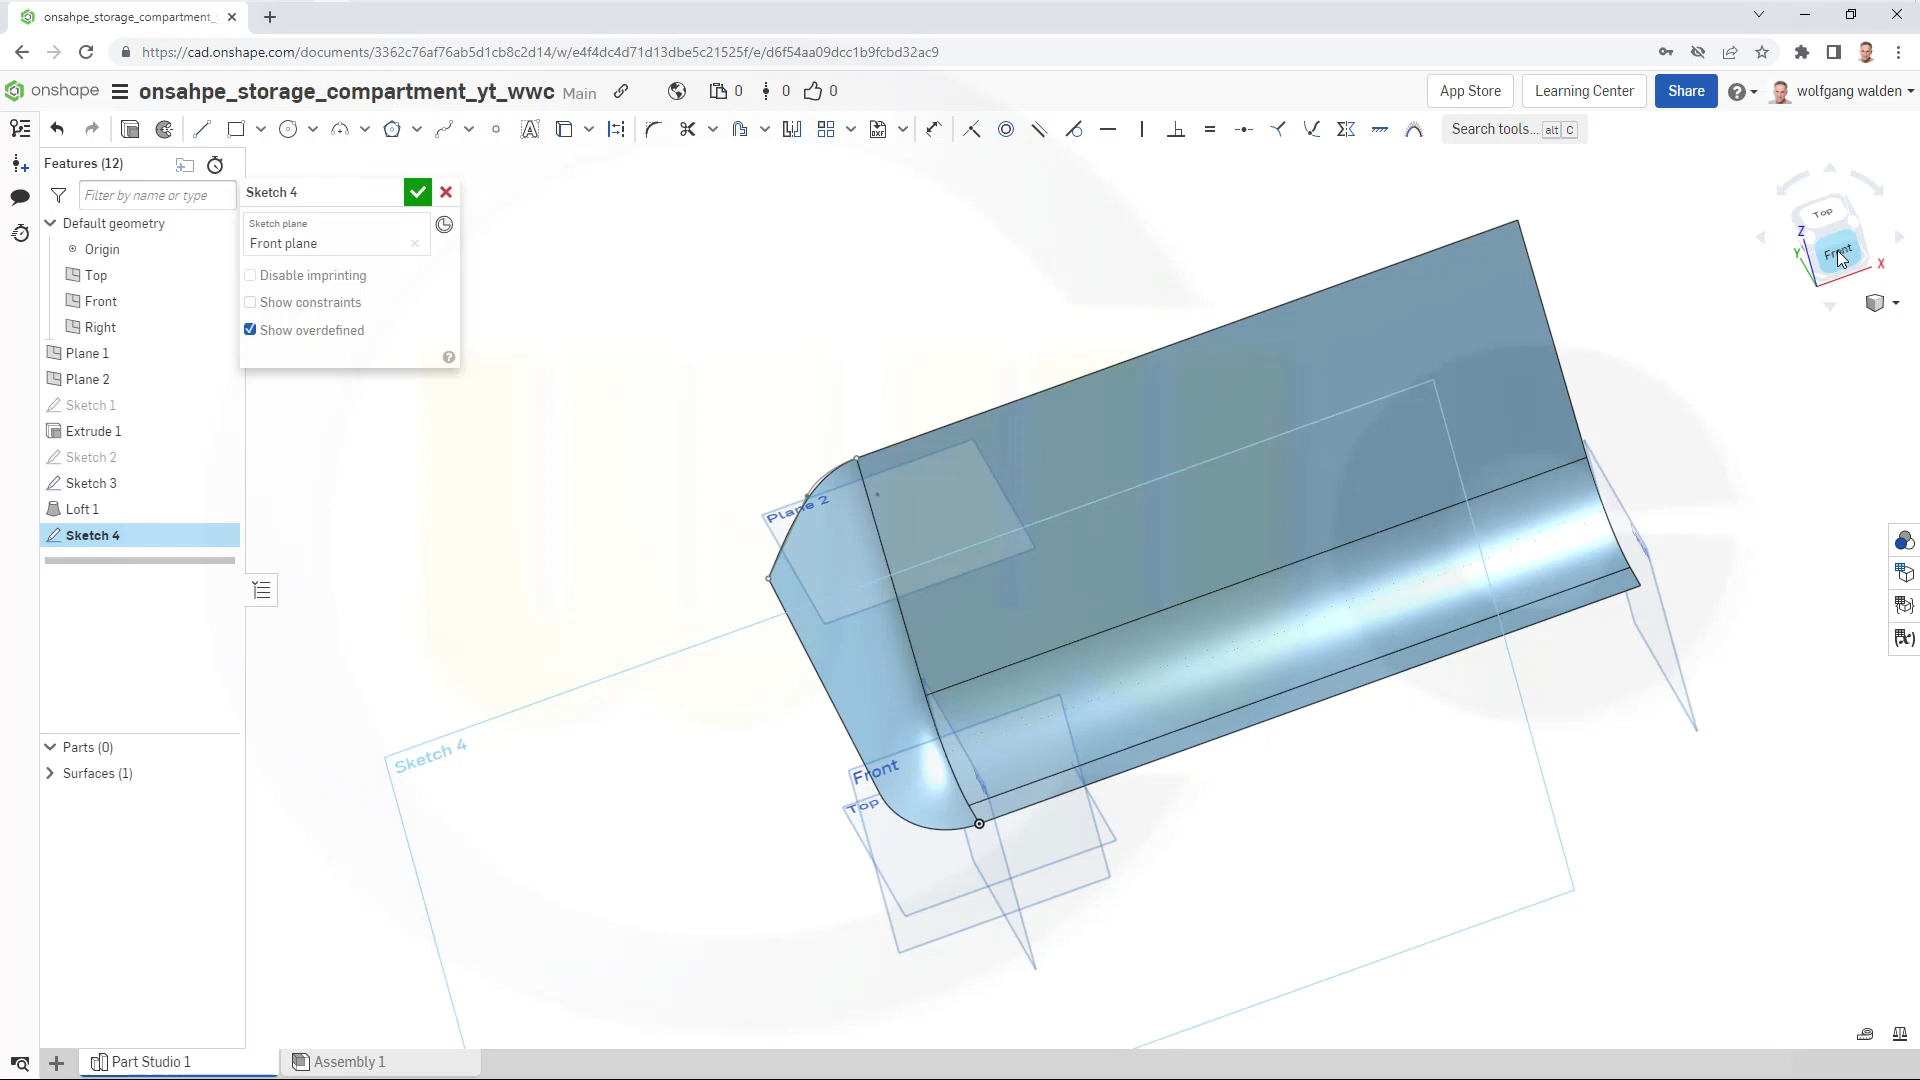 onsahpe_storage_compartment_
https://cad.onshape.com/documents/3362c76af76ab5d1cb8c2d14/w/e4f4dc4d71d13dbe5c21525f/e/d6f54aa09dcc1b9fcbd32ac9
onshape
onsahpe_storage_compartment_yt_wwc Main
0
0
0
App Store
Learning Center
Share
wolfgang walden
Search tools... alt C
Features (12)
Filter by name or type
Default geometry
Origin
Top
Front
Right
Plane 1
Plane 2
Sketch 1
Extrude 1
Sketch 2
Sketch 3
Loft 1
Sketch 4
Sketch 4
Sketch plane
Front plane
Disable imprinting
Show constraints
Show overdefined
Top
Front
Z
Y
X
Plane 2
Sketch 4
Front
Top
Parts (0)
Surfaces (1)
Part Studio 1
Assembly 1